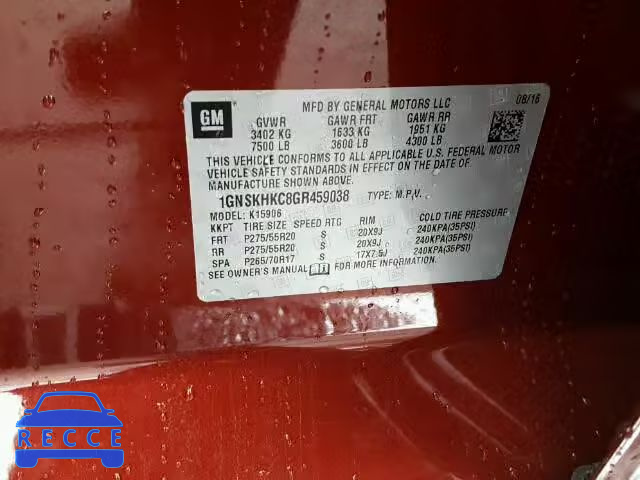 GM
MFD BY GENERAL MOTORS LLC 08/16
GVWR GAWR FRT GAWR RR
3402 KG 1633 KG 1951 KG
7500 LB 3600 LB 4300 LB
THIS VEHICLE CONFORMS TO ALL APPLICABLE U.S. FEDERAL MOTOR
VEHICLE SAFETY STANDARDS IN EFFECT ON THE DATE OF
MANUFACTURE SHOWN ABOVE.
1GNSKHKC8GR459038 TYPE: M.P.V.
MODEL: K15906
KKPT TIRE SIZE SPEED RTG RIM COLD TIRE PRESSURE
FRT P275/55R20 S 20X9J 240KPA(35PSI)
RR P275/55R20 S 20X9J 240KPA(35PSI)
SPA P265/70R17 S 17X7.5J 240KPA(35PSI)
SEE OWNER'S MANUAL FOR MORE INFORMATION.
RECCE